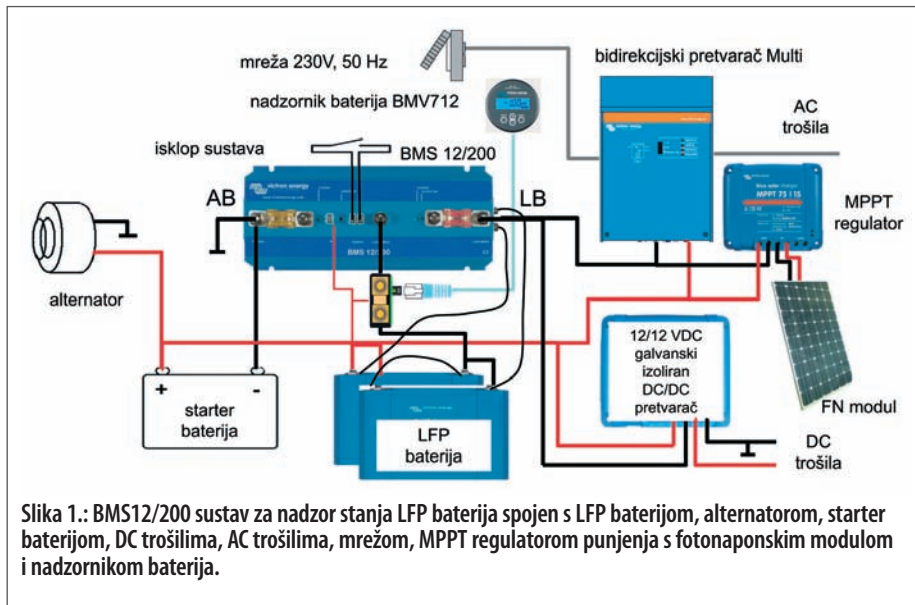 mreža 230V, 50 Hz
bidirekcijski pretvarač Multi
nadzornik baterija BMV712
AC
trošila
isklop sustava
BMS 12/200
AB
LB
victron energy
BMS 12/200
MPPT 75 | 15
MPPT
regulator
alternator
+ -
starter
baterija
LFP
baterija
12/12 VDC
galvanski
izoliran
DC/DC
pretvarač
FN modul
DC
trošila
Slika 1.: BMS12/200 sustav za nadzor stanja LFP baterija spojen s LFP baterijom, alternatorom, starter
baterijom, DC trošilima, AC trošilima, mrežom, MPPT regulatorom punjenja s fotonaponskim modulom
i nadzornikom baterija.